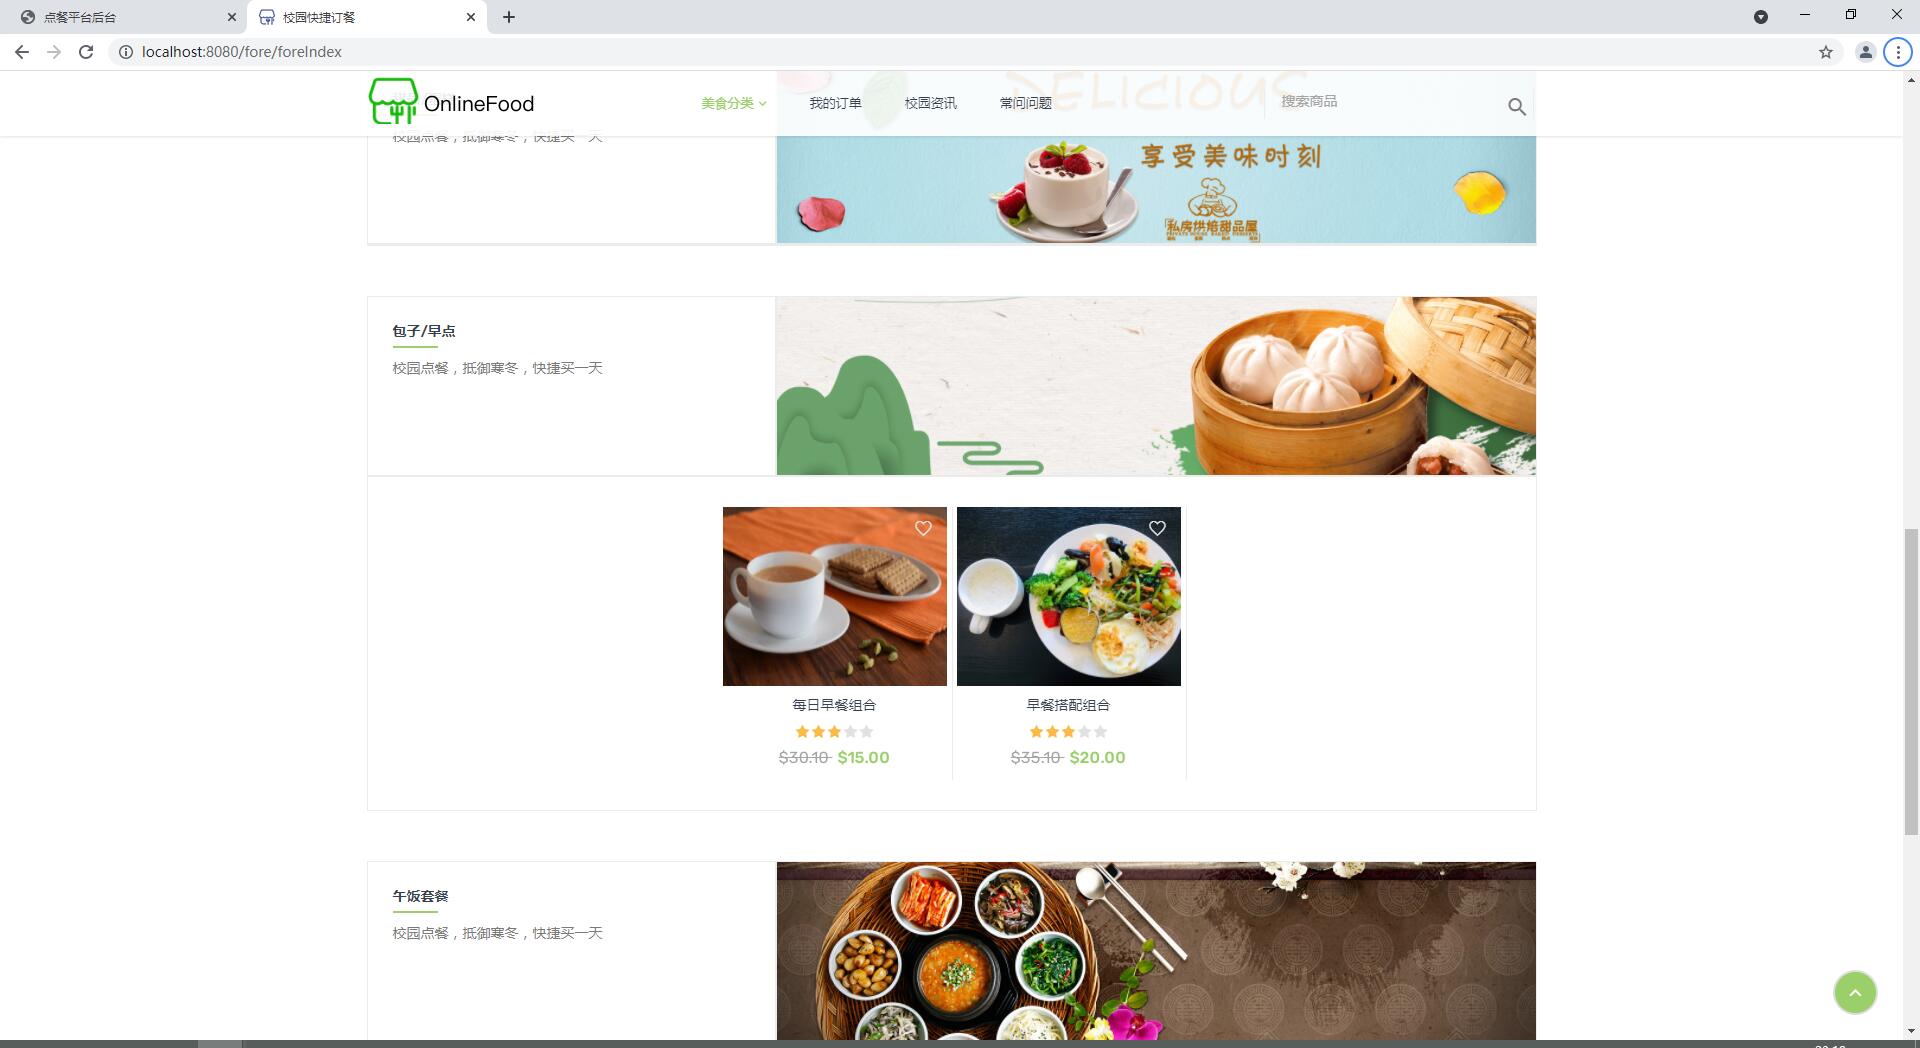 点餐平台后台
校园快捷订餐
localhost:8080/fore/foreIndex
OnlineFood
美食分类
我的订单
校园资讯
常问问题
搜索商品
DELICIOUS
校园点餐，抵御寒冬，快捷买一天
享受美味时刻
私房烘焙甜品屋
包子/早点
校园点餐，抵御寒冬，快捷买一天
每日早餐组合
早餐搭配组合
$30.10 $15.00
$35.10 $20.00
午饭套餐
校园点餐，抵御寒冬，快捷买一天